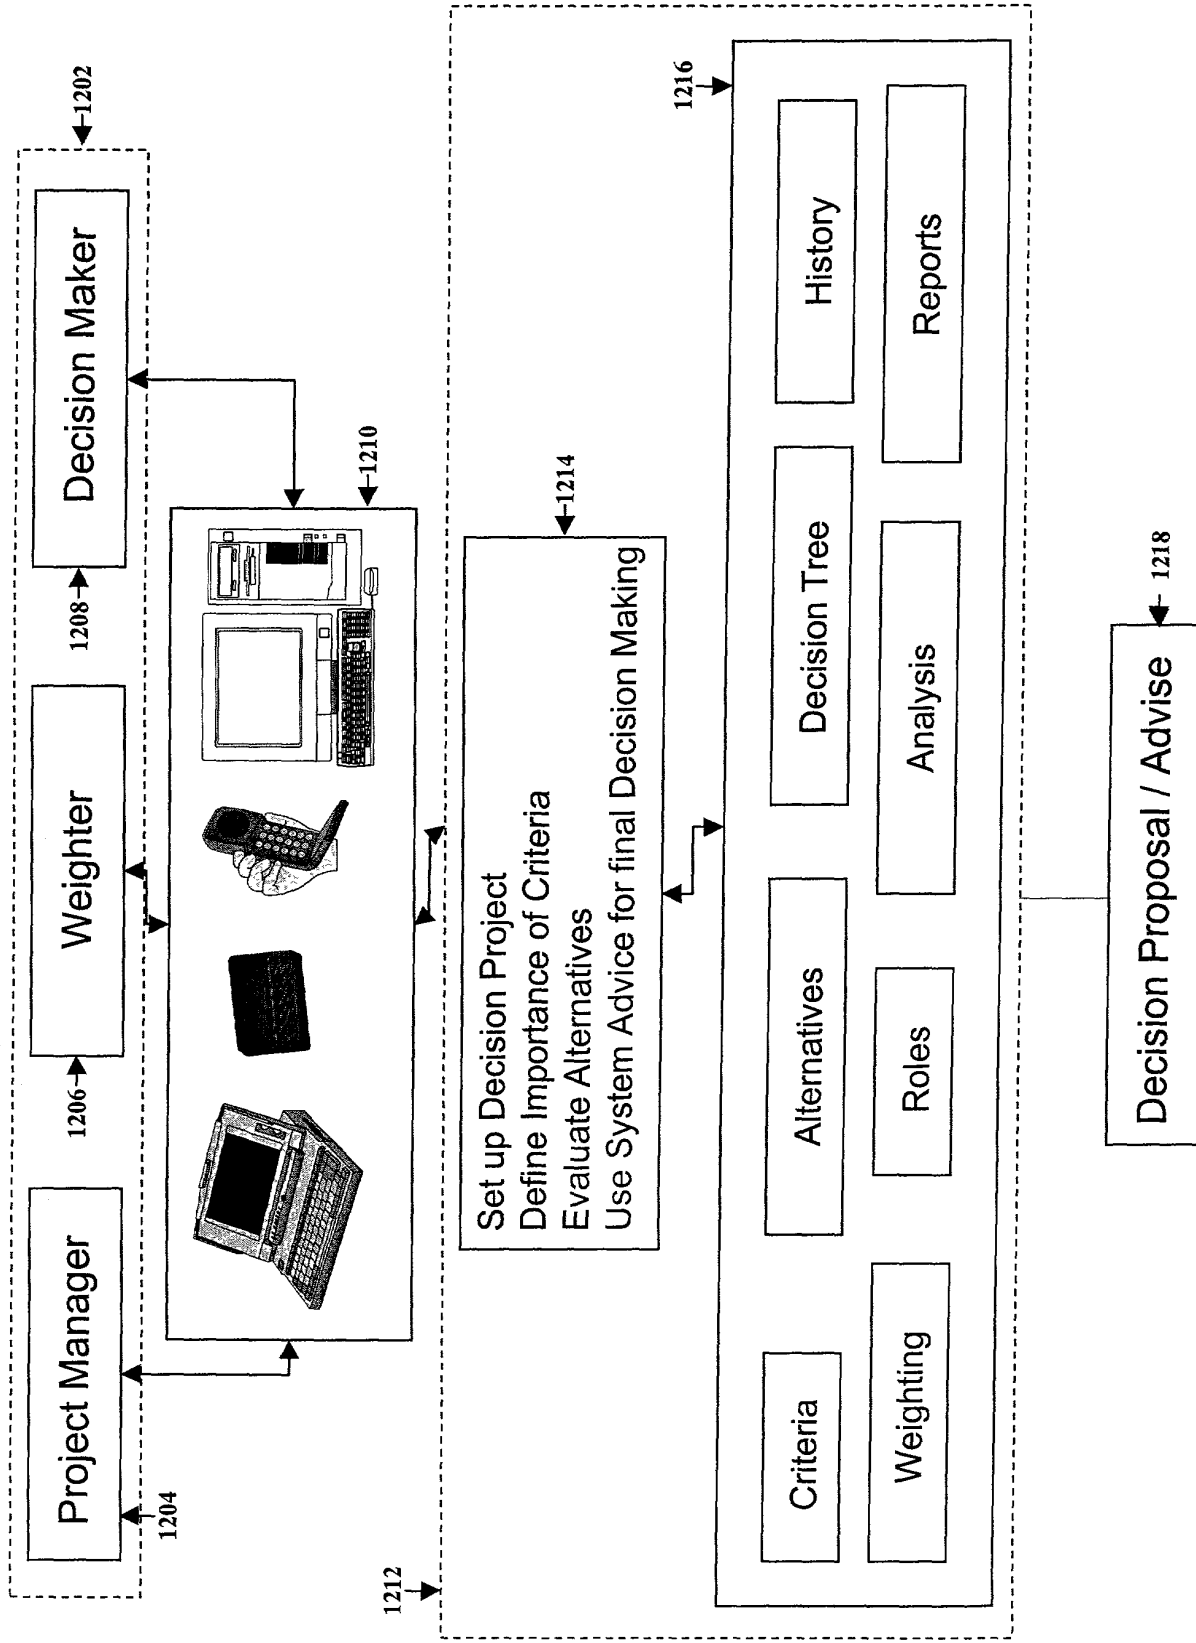 1202
Project Manager
Weighter
Decision Maker
1204
1206
1208
1210
1212
Set up Decision Project
Define Importance of Criteria
Evaluate Alternatives
Use System Advice for final Decision Making
1214
1216
Criteria
Alternatives
Decision Tree
History
Weighting
Roles
Analysis
Reports
Decision Proposal / Advise
1218